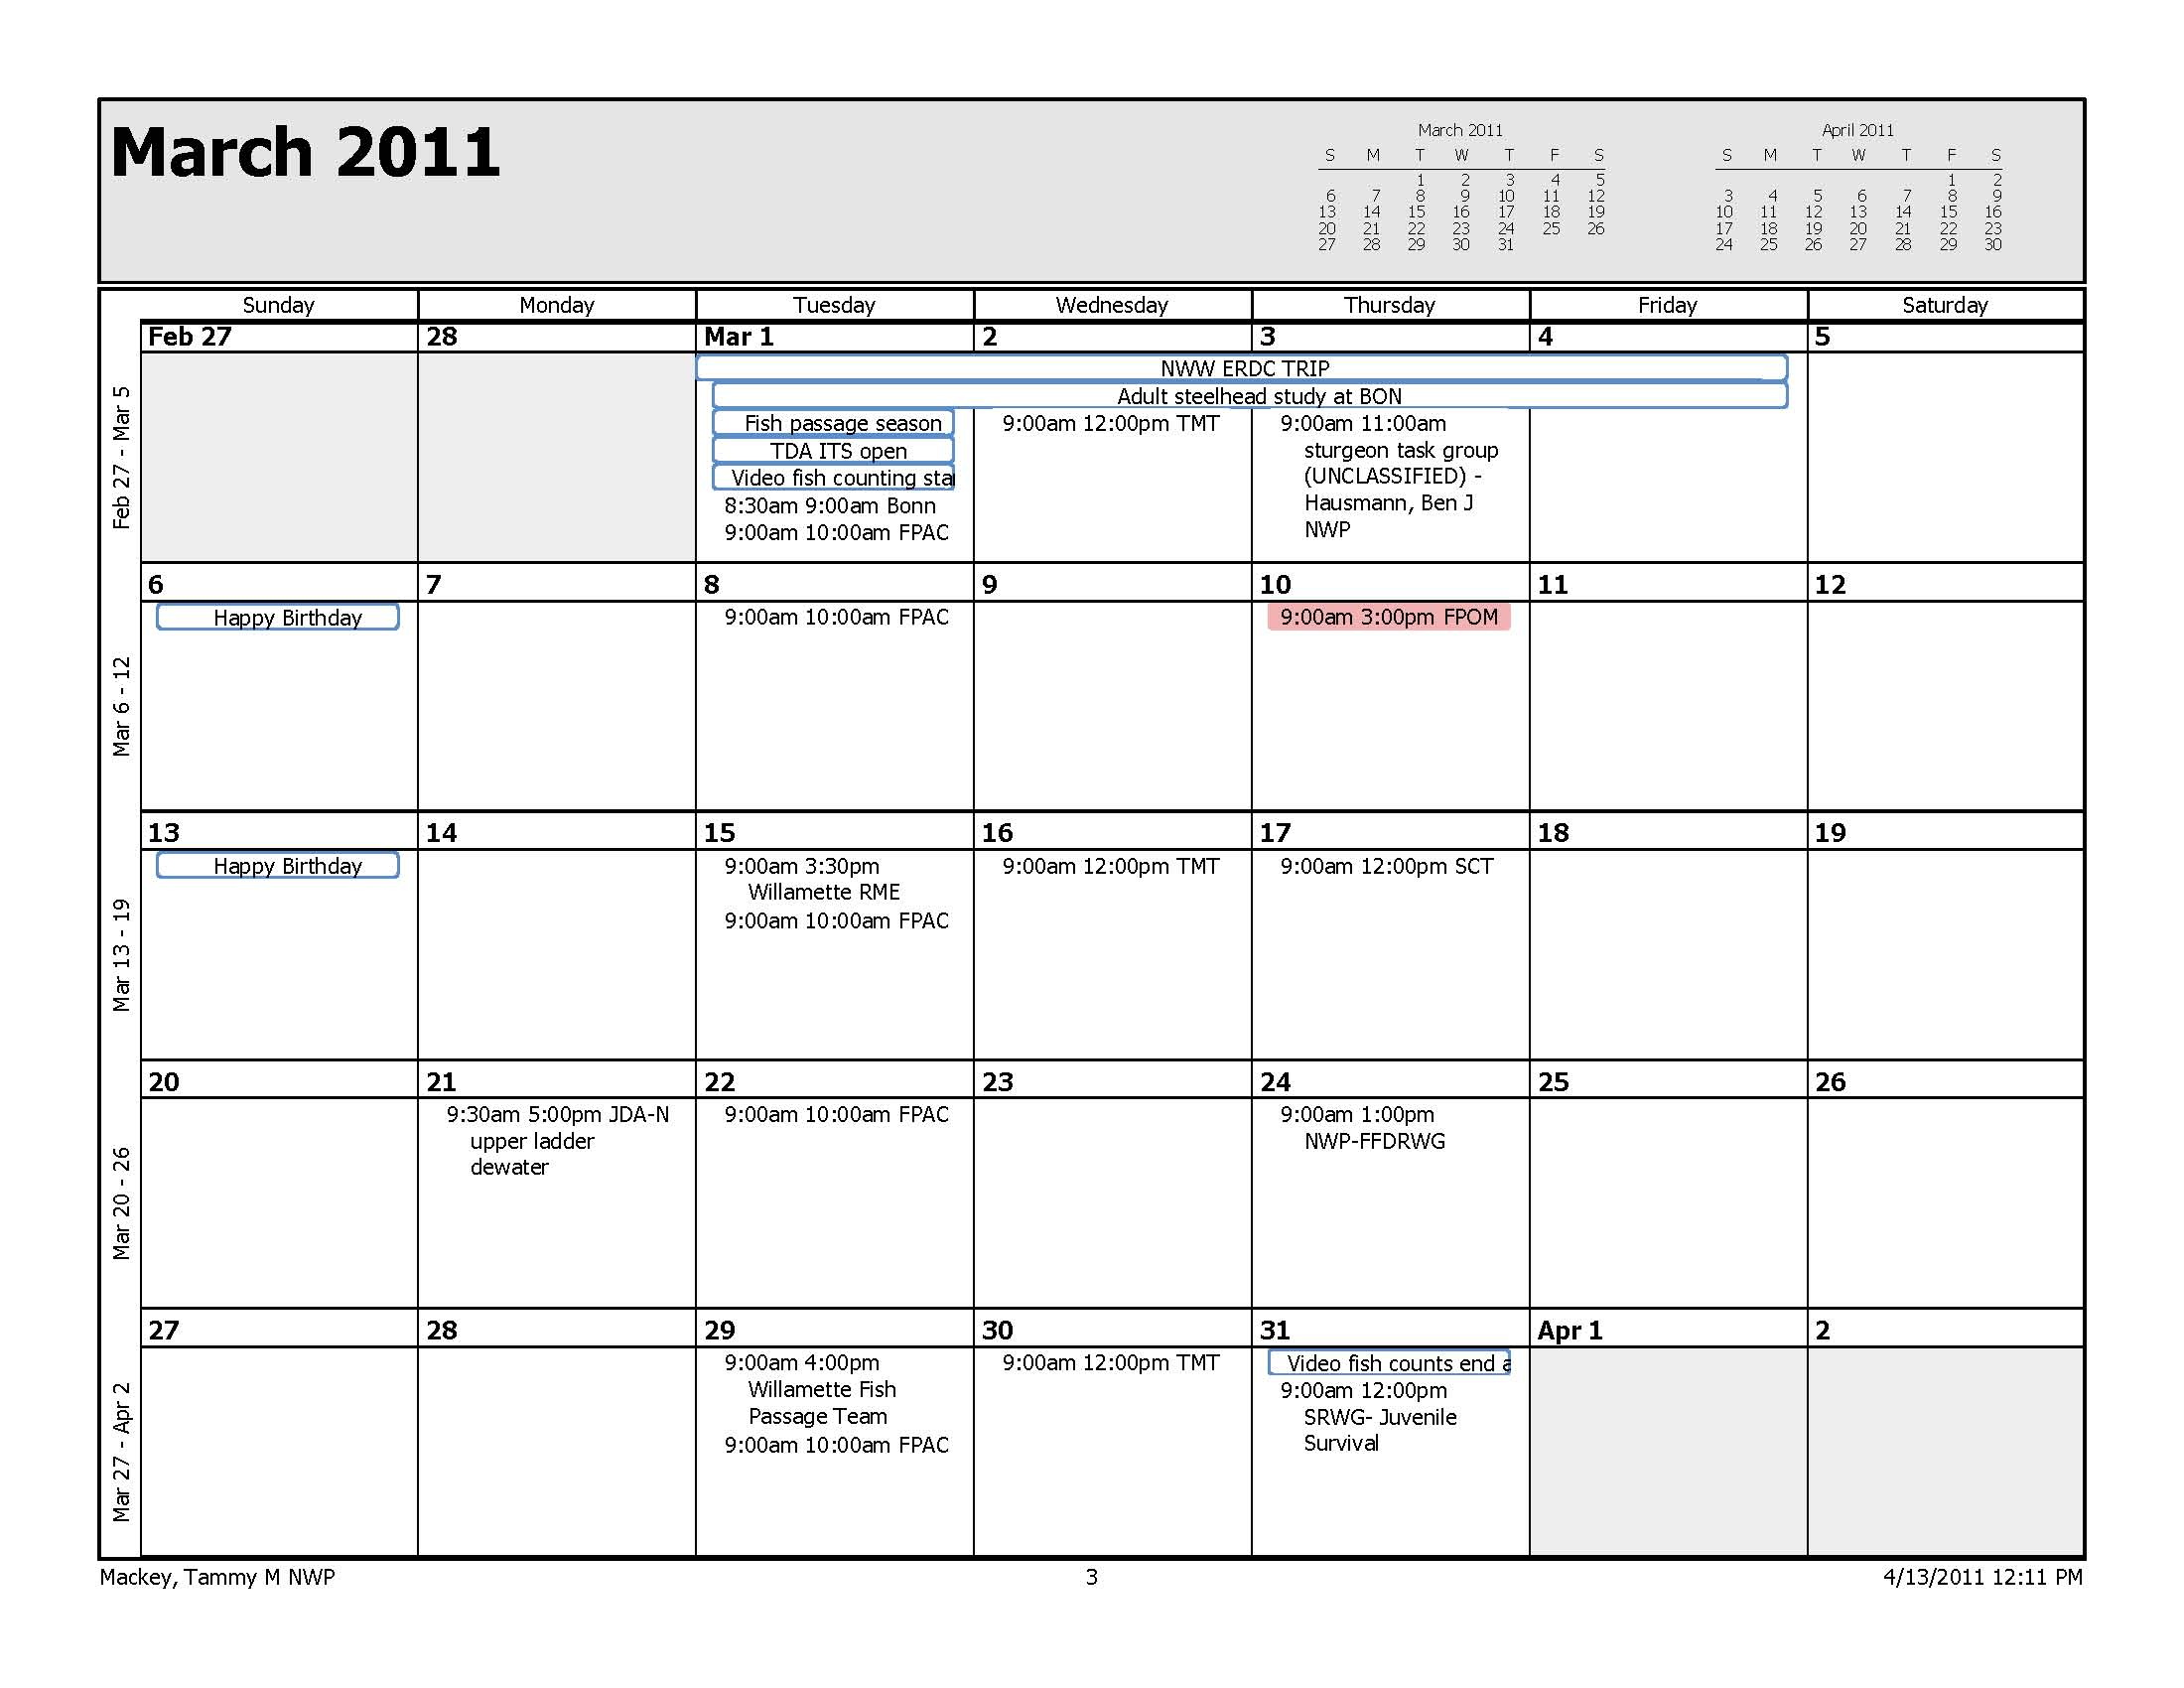 March 2011
March 2011
S M T W T F S
1 2 3 4 5
6 7 8 9 10 11 12
13 14 15 16 17 18 19
20 21 22 23 24 25 26
27 28 29 30 31
April 2011
S M T W T F S
1 2
3 4 5 6 7 8 9
10 11 12 13 14 15 16
17 18 19 20 21 22 23
24 25 26 27 28 29 30
Sunday Monday Tuesday Wednesday Thursday Friday Saturday
Feb 27 - Mar 5
Feb 27 28 Mar 1 2 3 4 5
NWW ERDC TRIP
Adult steelhead study at BON
Fish passage season
TDA ITS open
Video fish counting star
8:30am 9:00am Bonn
9:00am 10:00am FPAC
9:00am 12:00pm TMT
9:00am 11:00am
sturgeon task group
(UNCLASSIFIED) -
Hausmann, Ben J
NWP
Mar 6 - 12
6 7 8 9 10 11 12
Happy Birthday
9:00am 10:00am FPAC
9:00am 3:00pm FPOM
Mar 13 - 19
13 14 15 16 17 18 19
Happy Birthday
9:00am 3:30pm
Willamette RME
9:00am 10:00am FPAC
9:00am 12:00pm TMT
9:00am 12:00pm SCT
Mar 20 - 26
20 21 22 23 24 25 26
9:30am 5:00pm JDA-N
upper ladder
dewater
9:00am 10:00am FPAC
9:00am 1:00pm
NWP-FFDRWG
Mar 27 - Apr 2
27 28 29 30 31 Apr 1 2
9:00am 4:00pm
Willamette Fish
Passage Team
9:00am 10:00am FPAC
9:00am 12:00pm TMT
Video fish counts end a
9:00am 12:00pm
SRWG- Juvenile
Survival
Mackey, Tammy M NWP
3
4/13/2011 12:11 PM